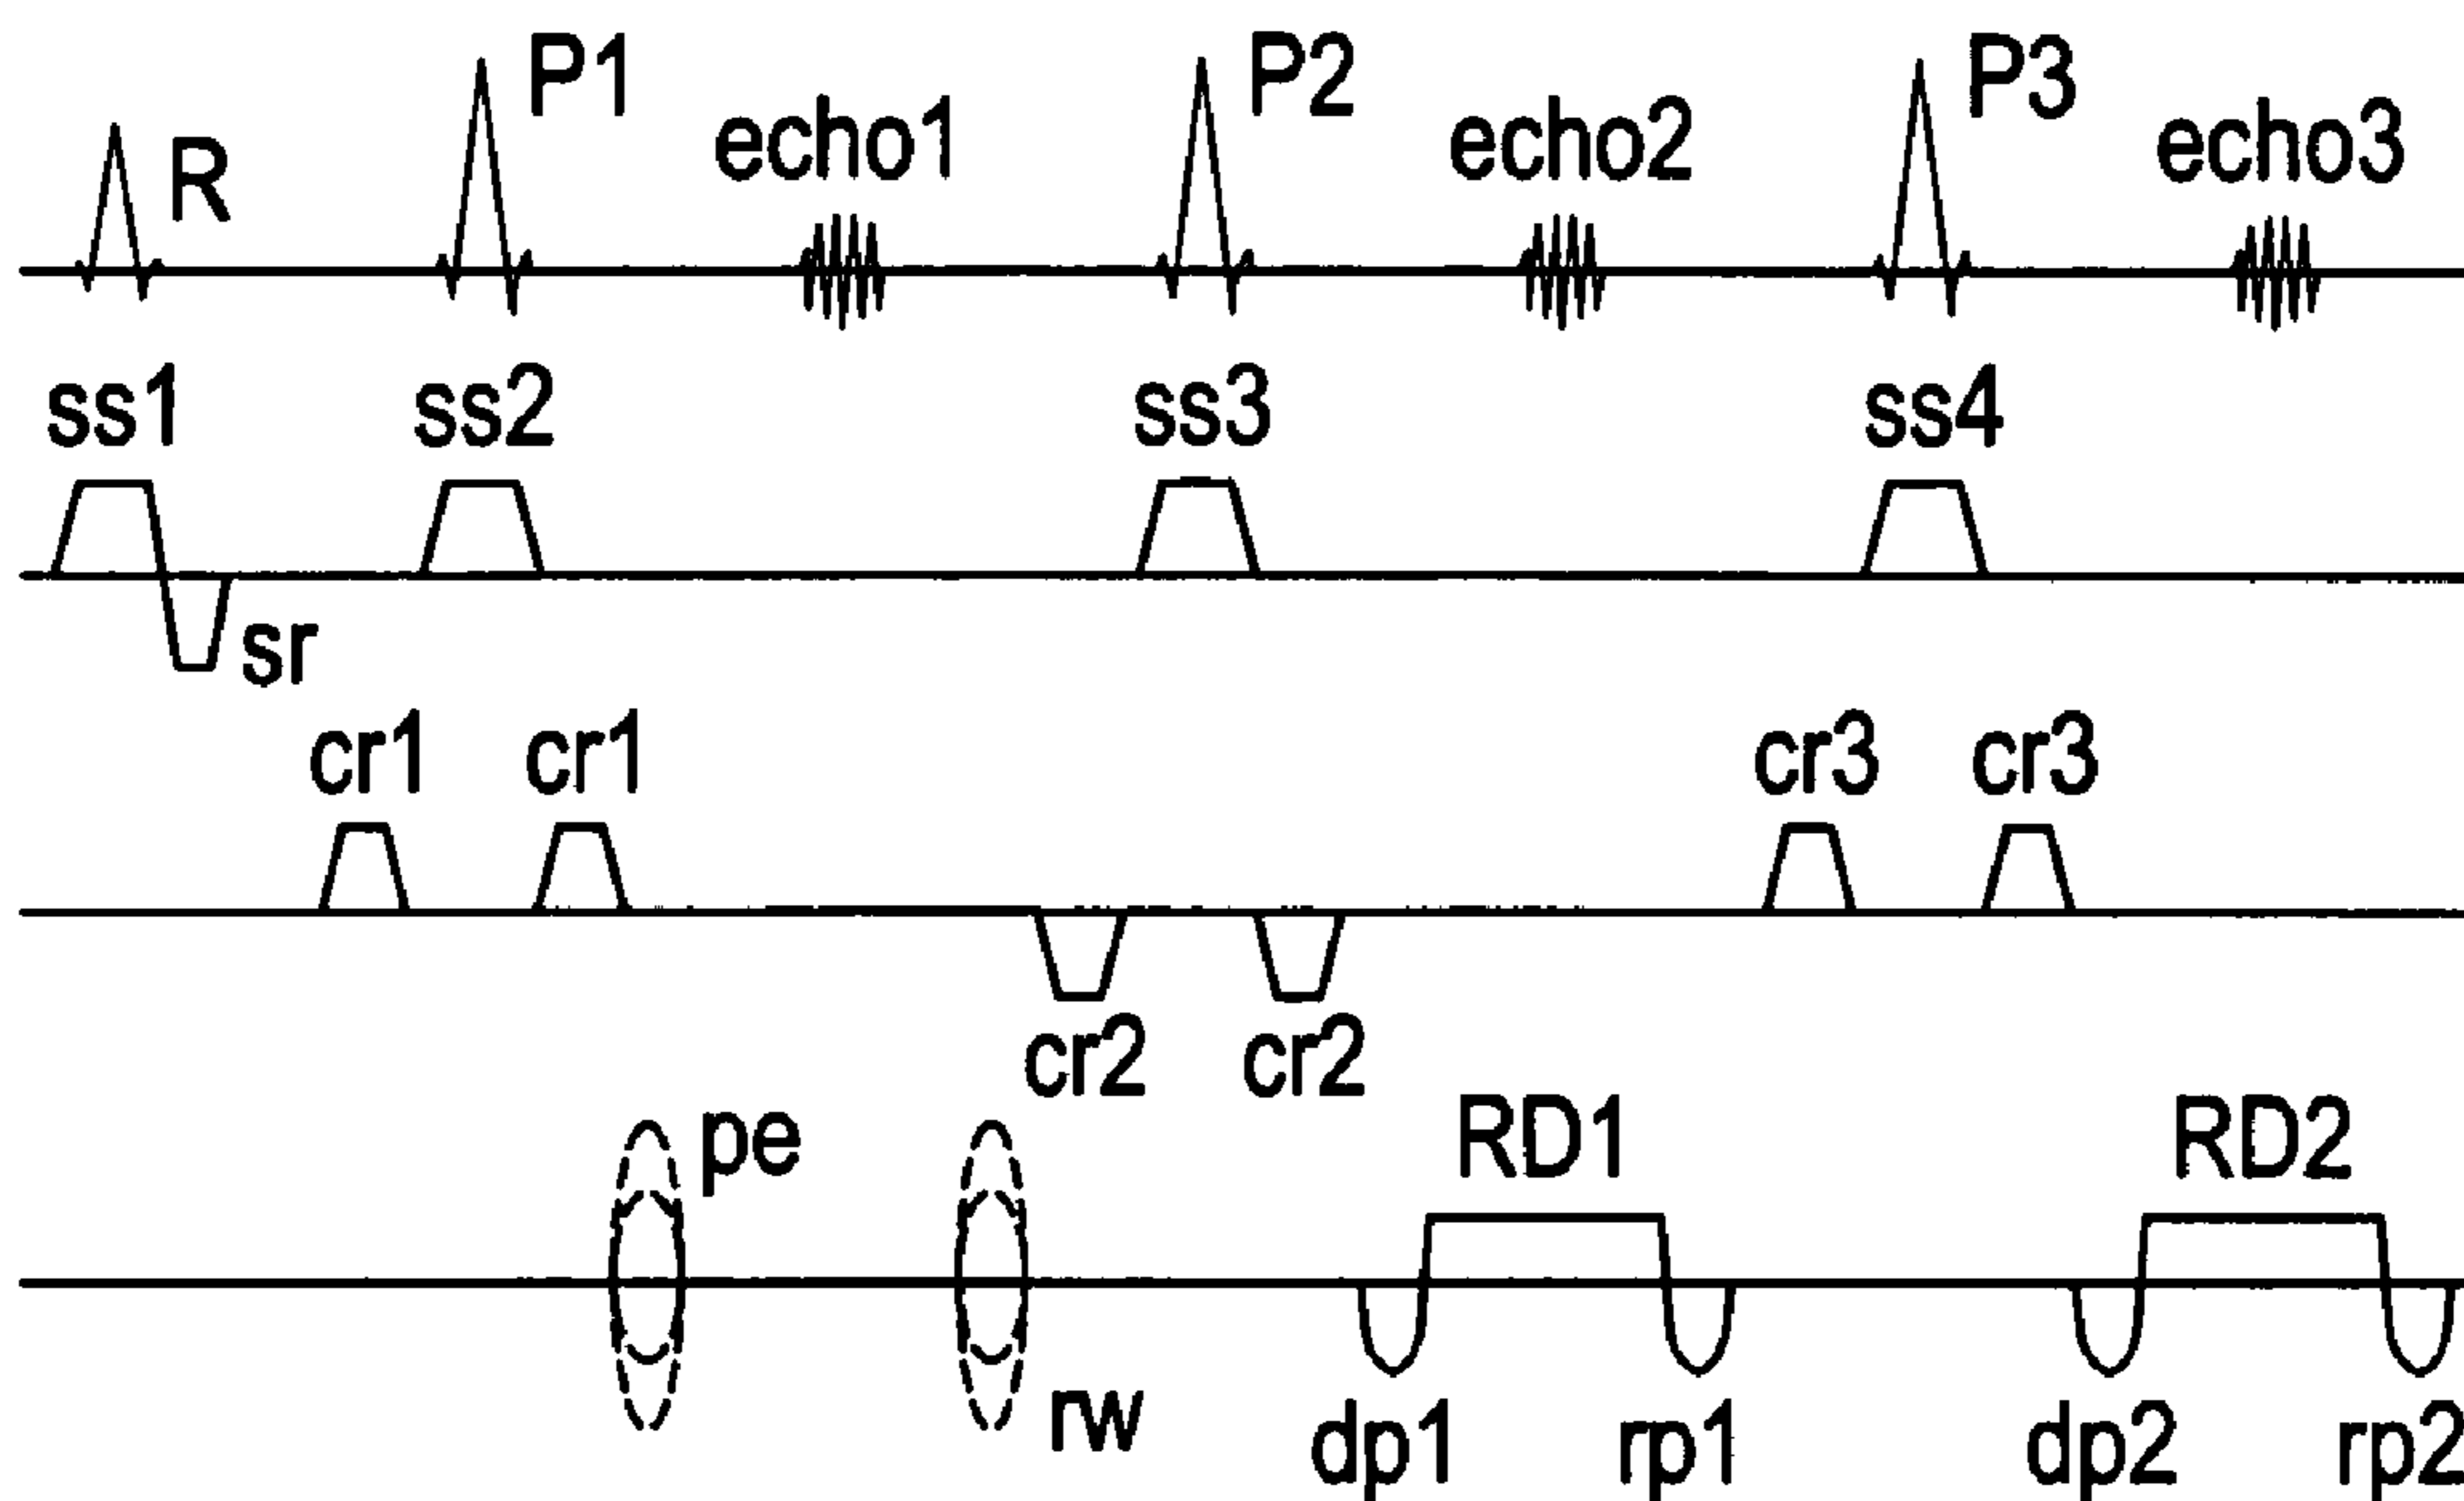 P1 P2 P3
R echo1 echo2 echo3
ss1 ss2 ss3 ss4
sr
cr1 cr1 cr3 cr3
cr2 cr2
pe RD1 RD2
rw dp1 rp1 dp2 rp2